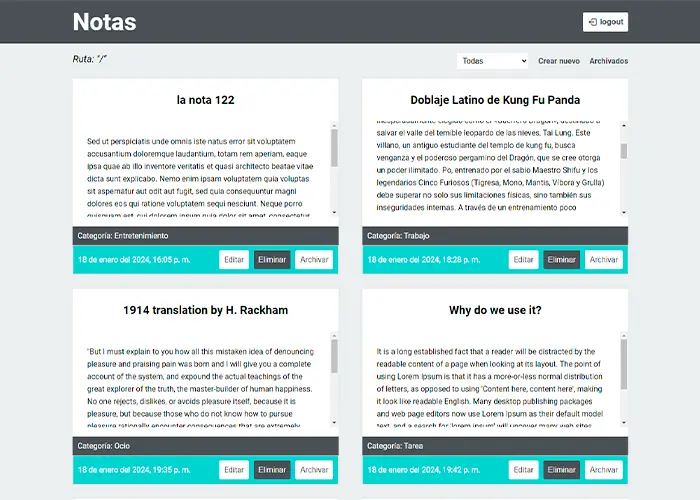 Notas
logout
Ruta: "/"
Todas
Crear nuevo
Archivados
la nota 122
Sed ut perspiciatis unde omnis iste natus error sit voluptatem
accusantium doloremque laudantium, totam rem aperiam, eaque
ipsa quae ab illo inventore veritatis et quasi architecto beatae vitae
dicta sunt explicabo. Nemo enim ipsam voluptatem quia voluptas
sit aspernatur aut odit aut fugit, sed quia consequuntur magni
dolores eos qui ratione voluptatem sequi nesciunt. Neque porro
quisquam est, qui dolorem ipsum quia dolor sit amet, consectetur
Categoría: Entretenimiento
18 de enero del 2024, 16:05 p. m.
Editar
Eliminar
Archivar
Doblaje Latino de Kung Fu Panda
inesperadamente elegido como el «Guerrero Dragón», destinado a
salvar el valle del temible leopardo de las nieves, Tai Lung. Este
villano, un antiguo estudiante del templo de kung fu, busca
venganza y el poderoso pergamino del Dragón, que se cree otorga
un poder ilimitado. Po, entrenado por el sabio Maestro Shifu y los
legendarios Cinco Furiosos (Tigresa, Mono, Mantis, Víbora y Grulla)
debe superar no solo sus limitaciones físicas, sino también sus
inseguridades internas. A través de un entrenamiento poco
Categoría: Trabajo
18 de enero del 2024, 18:28 p. m.
Editar
Eliminar
Archivar
1914 translation by H. Rackham
"But I must explain to you how all this mistaken idea of denouncing
pleasure and praising pain was born and I will give you a complete
account of the system, and expound the actual teachings of the
great explorer of the truth, the master-builder of human happiness.
No one rejects, dislikes, or avoids pleasure itself, because it is
pleasure, but because those who do not know how to pursue
pleasure rationally encounter consequences that are extremely
Categoría: Ocio
18 de enero del 2024, 19:35 p. m.
Editar
Eliminar
Archivar
Why do we use it?
It is a long established fact that a reader will be distracted by the
readable content of a page when looking at its layout. The point of
using Lorem Ipsum is that it has a more-or-less normal distribution
of letters, as opposed to using 'Content here, content here', making
it look like readable English. Many desktop publishing packages
and web page editors now use Lorem Ipsum as their default model
text, and a search for 'lorem ipsum' will uncover many web sites
Categoría: Tarea
18 de enero del 2024, 19:42 p. m.
Editar
Eliminar
Archivar